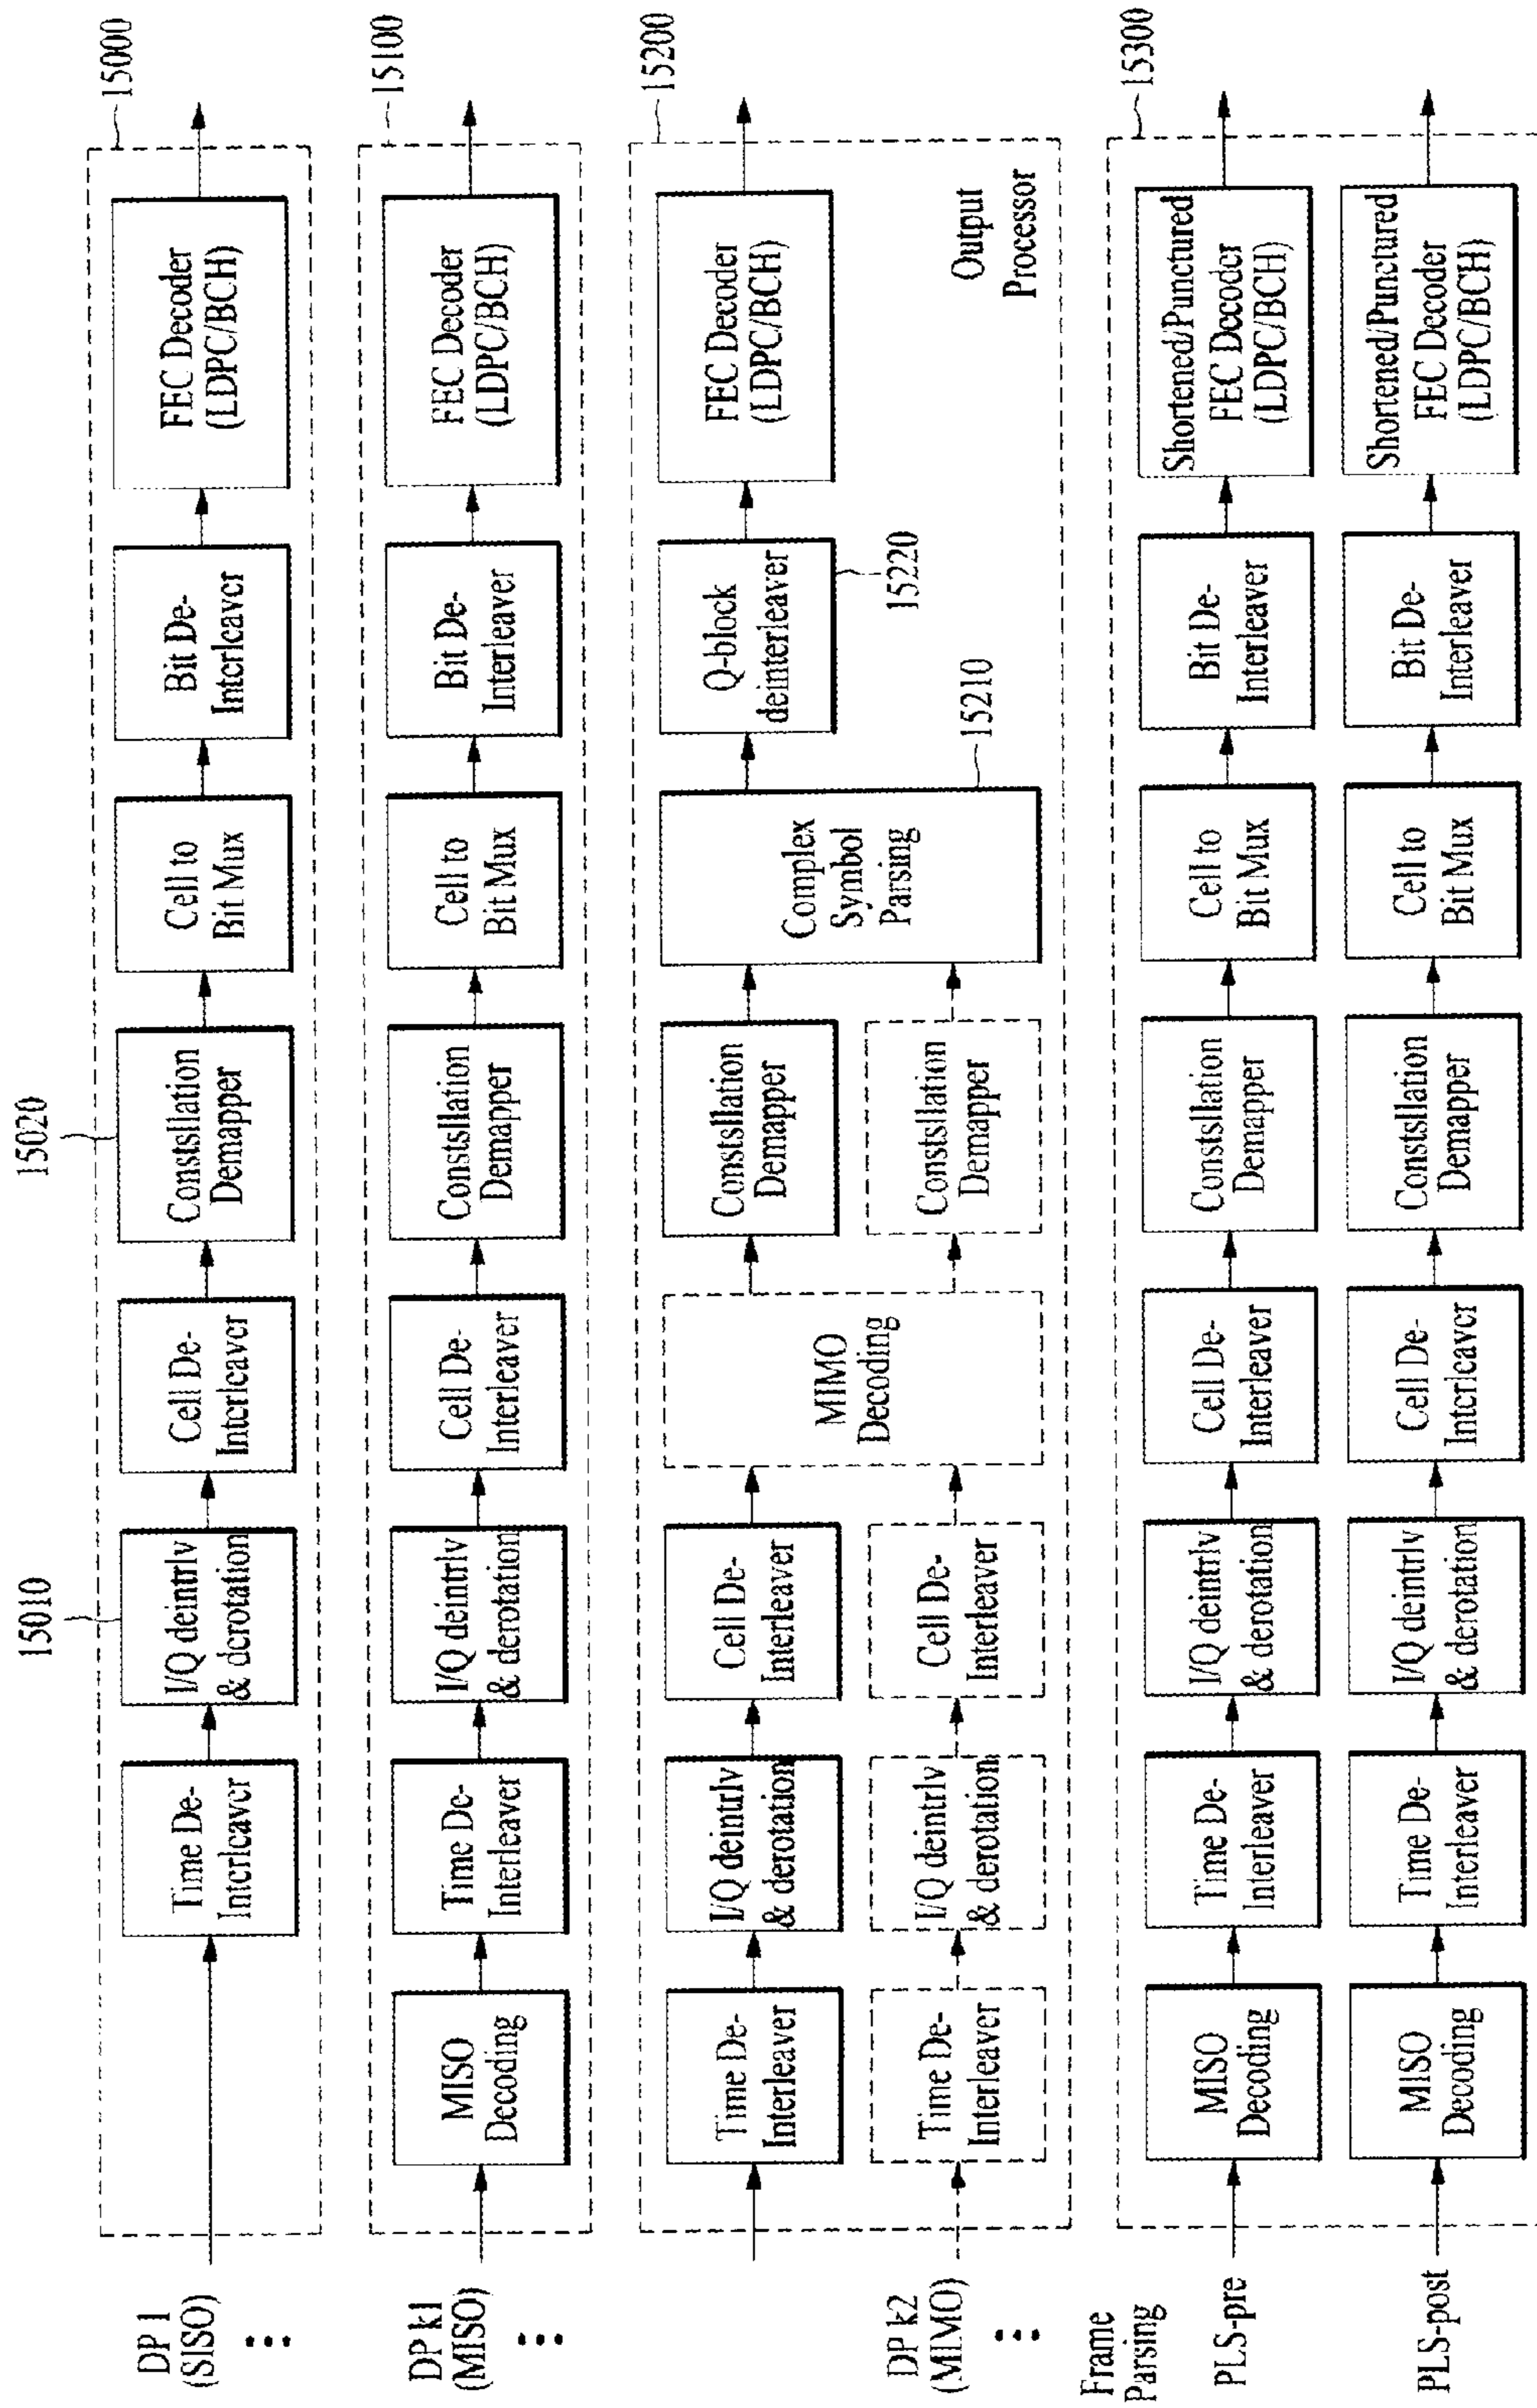 15010
15020
15000
DP 1
(SISO)
Time De-
Interleaver
I/Q deintrlv
& derotation
Cell De-
Interleaver
Constsllation
Demapper
Cell to
Bit Mux
Bit De-
Interleaver
FEC Decoder
(LDPC/BCH)
15100
DP k1
(MISO)
MISO
Decoding
Time De-
Interleaver
I/Q deintrlv
& derotation
Cell De-
Interleaver
Constsllation
Demapper
Cell to
Bit Mux
Bit De-
Interleaver
FEC Decoder
(LDPC/BCH)
15200
Time De-
Interleaver
I/Q deintrlv
& derotation
Cell De-
Interleaver
MIMO
Decoding
Constsllation
Demapper
Complex
Symbol
Parsing
15210
Q-block
deinterleaver
15220
FEC Decoder
(LDPC/BCH)
DP k2
(MIMO)
Time De-
Interleaver
I/Q deintrlv
& derotation
Cell De-
Interleaver
Constsllation
Demapper
Output
Processor
Frame
Parsing
15300
PLS-pre
MISO
Decoding
Time De-
Interleaver
I/Q deintrlv
& derotation
Cell De-
Interleaver
Constsllation
Demapper
Cell to
Bit Mux
Bit De-
Interleaver
Shortened/Punctured
FEC Decoder
(LDPC/BCH)
PLS-post
MISO
Decoding
Time De-
Interleaver
I/Q deintrlv
& derotation
Cell De-
Interleaver
Constsllation
Demapper
Cell to
Bit Mux
Bit De-
Interleaver
Shortened/Punctured
FEC Decoder
(LDPC/BCH)